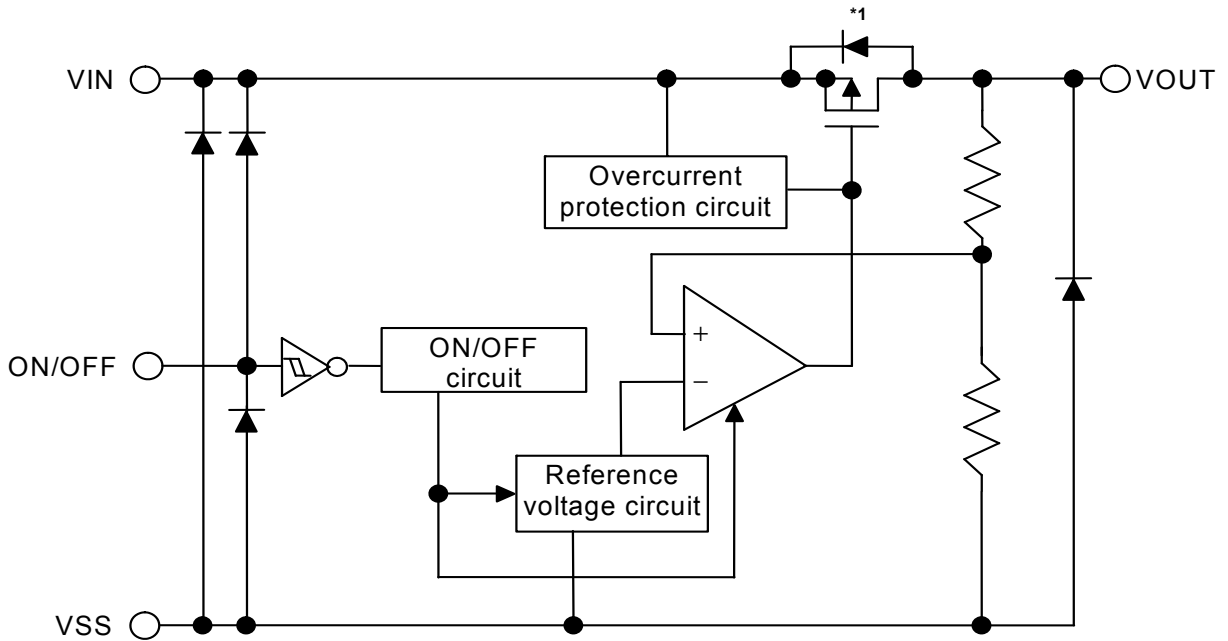 *1
VIN
VOUT
Overcurrent
protection circuit
+
−
ON/OFF
ON/OFF
circuit
Reference
voltage circuit
VSS